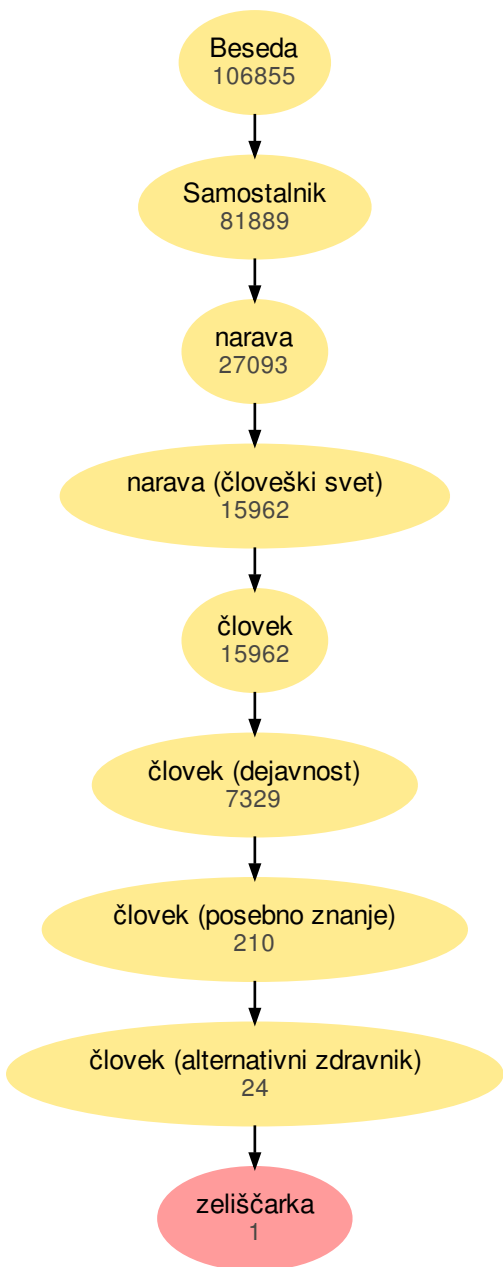 Beseda
106855
Samostalnik
81889
narava
27093
narava (človeški svet)
15962
človek
15962
človek (dejavnost)
7329
človek (posebno znanje)
210
človek (alternativni zdravnik)
24
zeliščarka
1